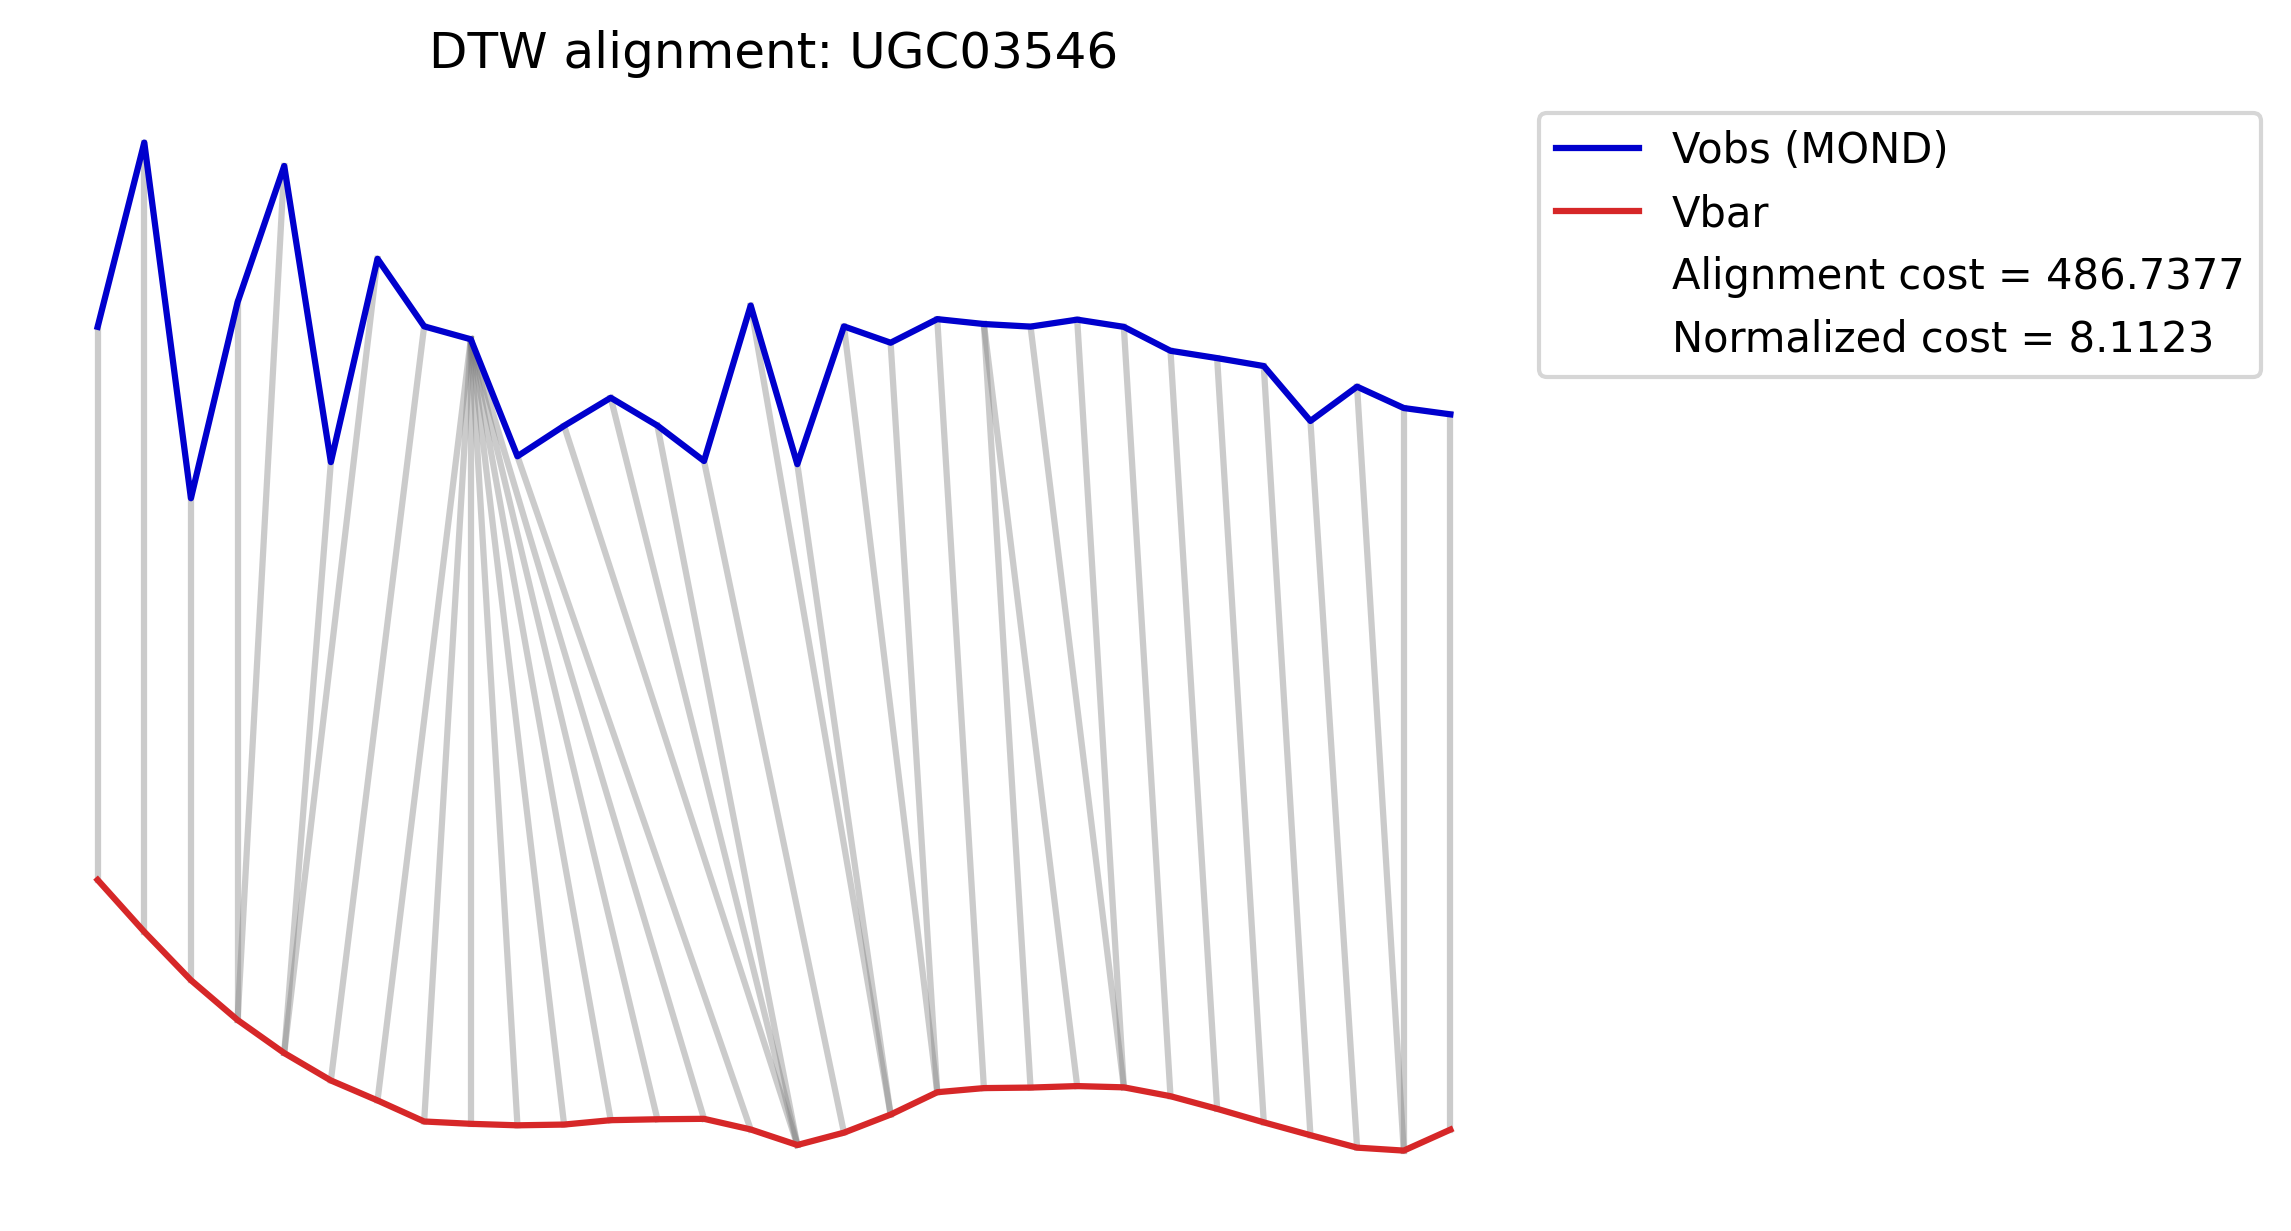 DTW alignment: UGC03546
Vobs (MOND)
Vbar
Alignment cost = 486.7377
Normalized cost = 8.1123